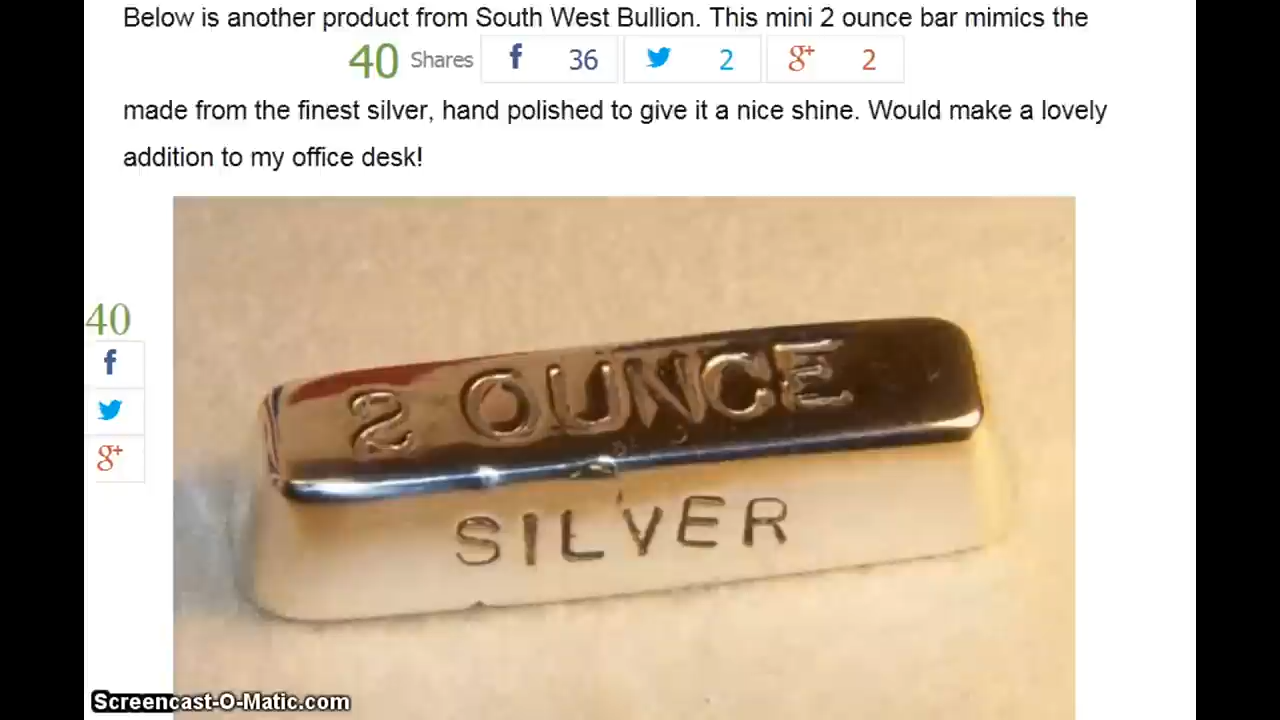 Below is another product from South West Bullion. This mini 2 ounce bar mimics the
40 Shares f 36 2 g+ 2
made from the finest silver, hand polished to give it a nice shine. Would make a lovely
addition to my office desk!
40
f
g+
2 OUNCE
SILVER
Screencast-O-Matic.com